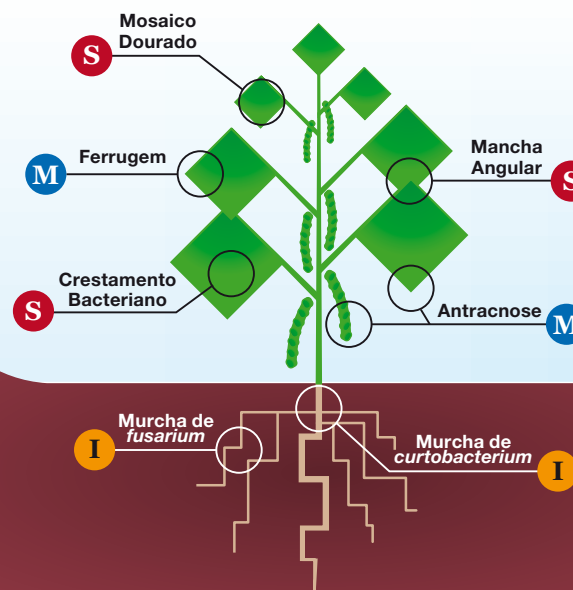 Mosaico
Dourado
S
Ferrugem
M
Mancha
Angular
S
Crestamento
Bacteriano
S
Antracnose
M
Murcha de
fusarium
I
Murcha de
curtobacterium
I